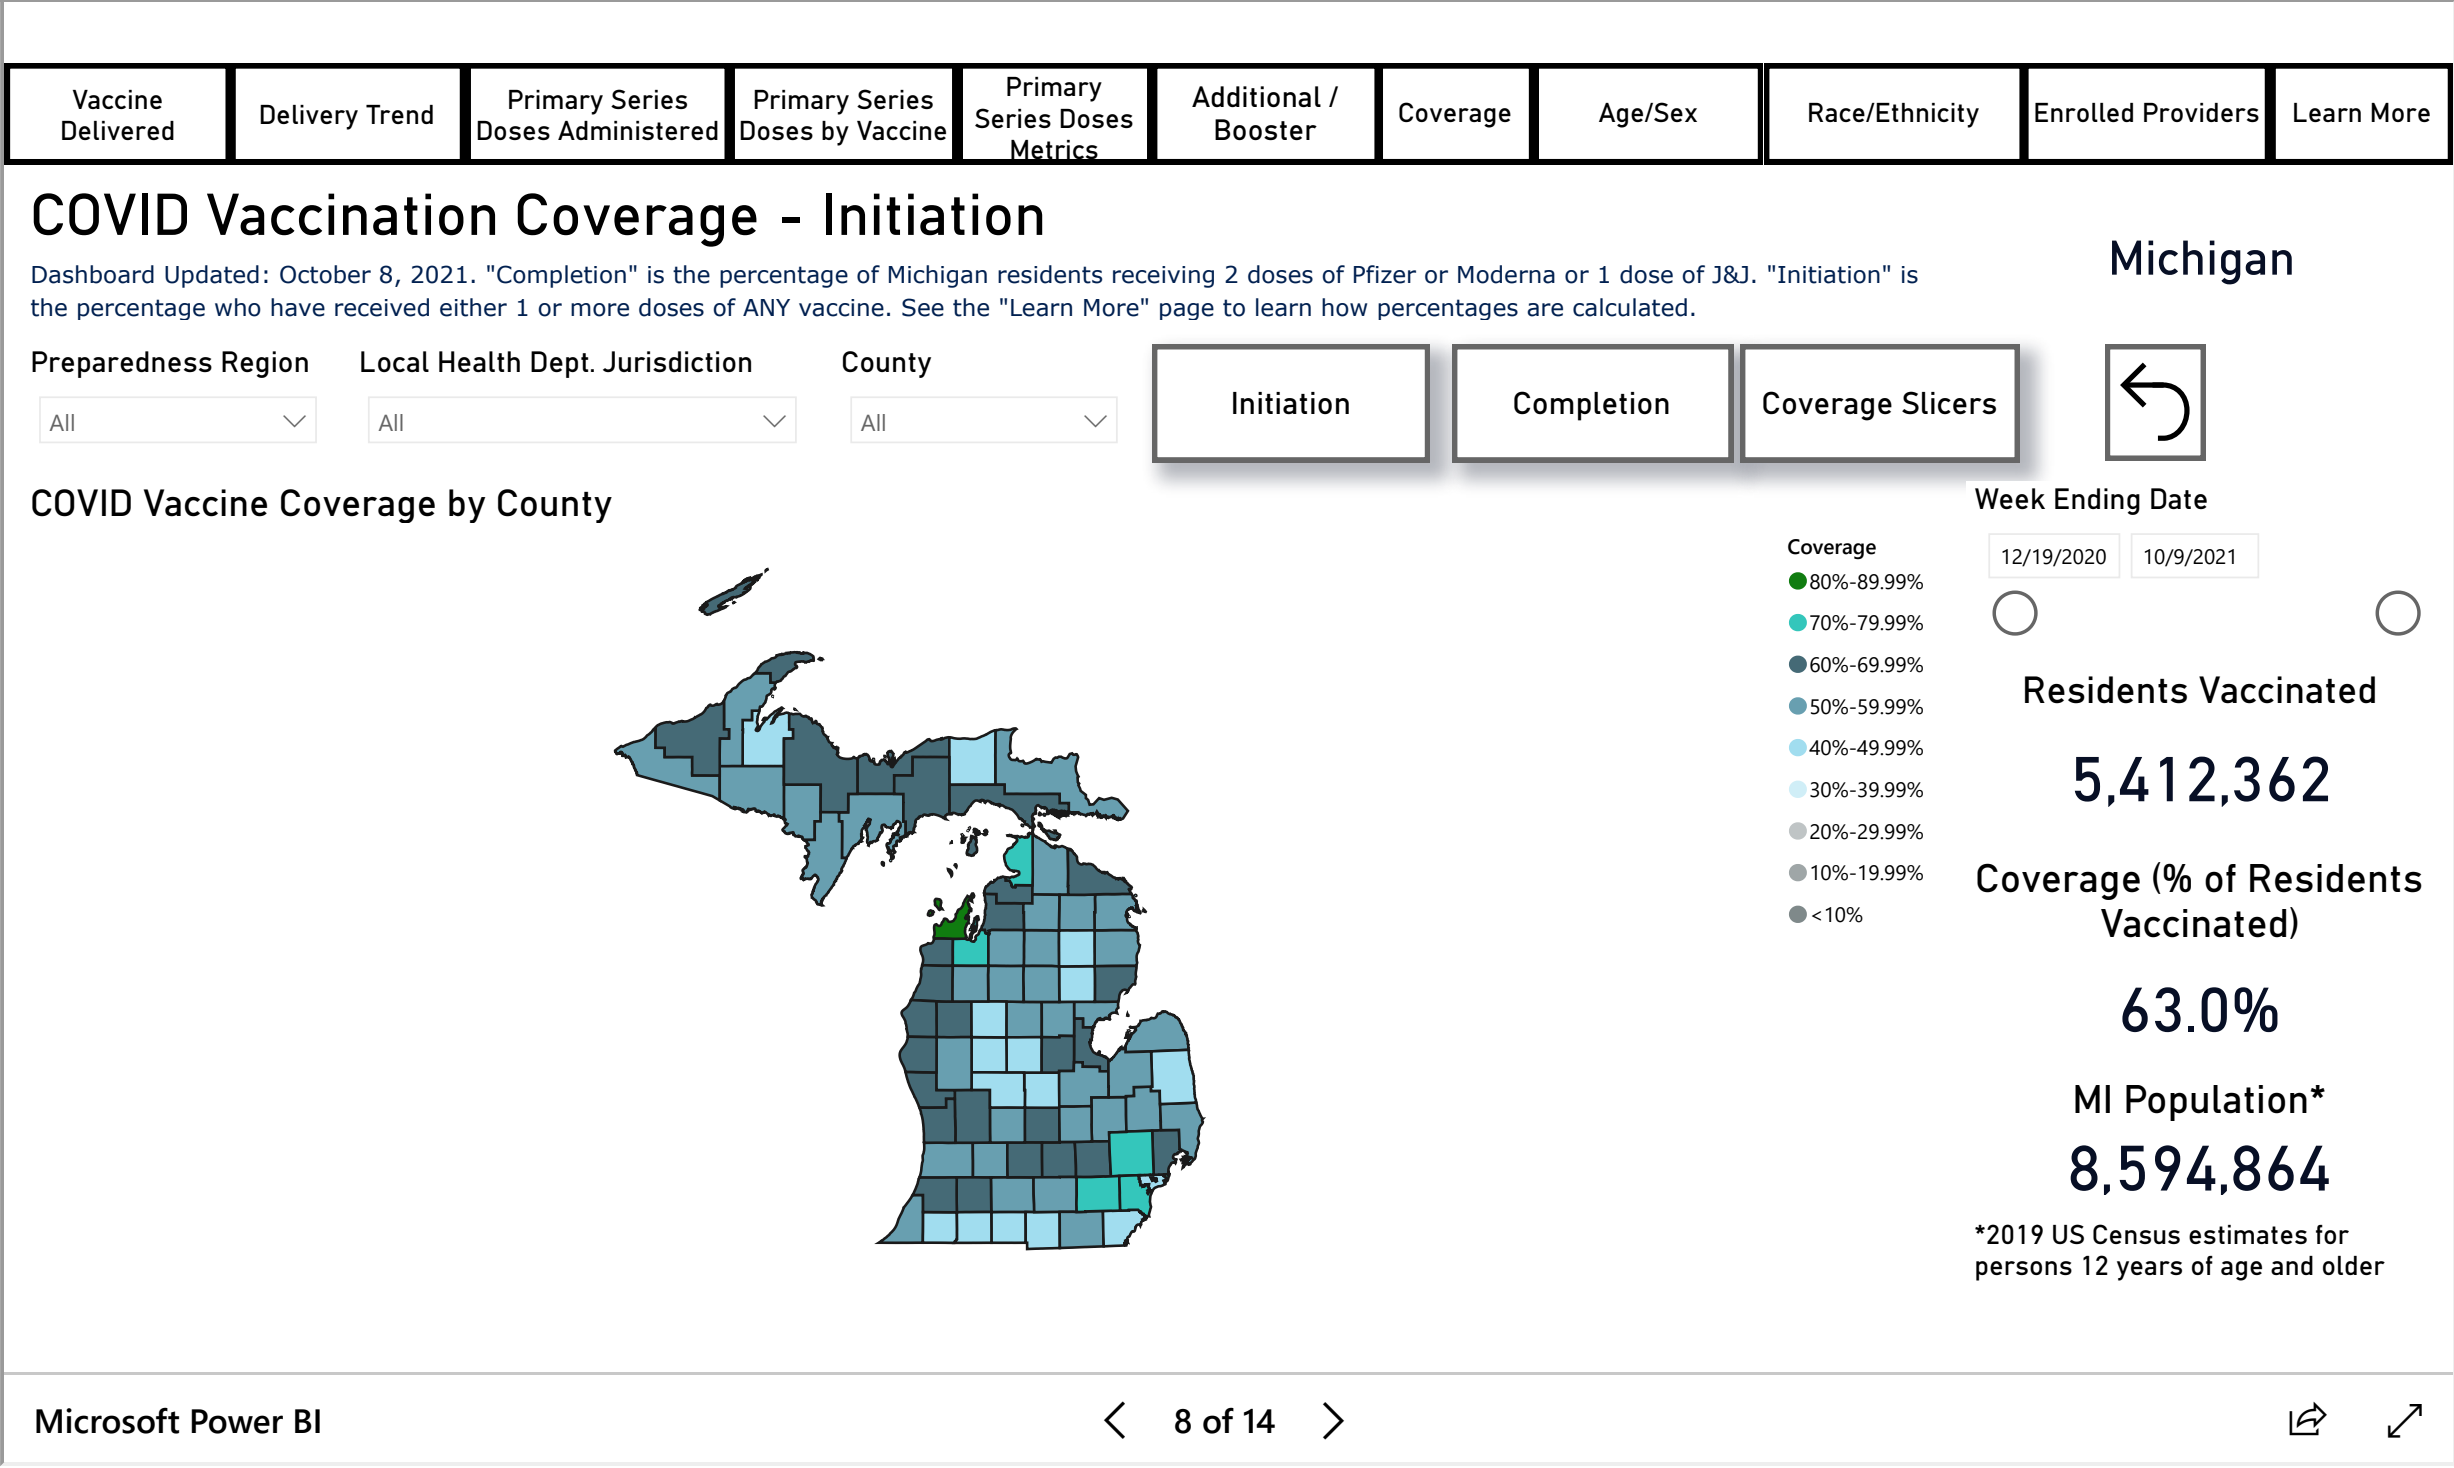 Vaccine
Delivered
Delivery Trend
Primary Series
Doses Administered
Primary Series
Doses by Vaccine
Primary
Series Doses
Metrics
Additional /
Booster
Coverage
Age/Sex
Race/Ethnicity
Enrolled Providers
Learn More
COVID Vaccination Coverage - Initiation
Michigan
Dashboard Updated: October 8, 2021. "Completion" is the percentage of Michigan residents receiving 2 doses of Pfizer or Moderna or 1 dose of J&J. "Initiation" is
the percentage who have received either 1 or more doses of ANY vaccine. See the "Learn More" page to learn how percentages are calculated.
Preparedness Region
All
Local Health Dept. Jurisdiction
All
County
All
Initiation
Completion
Coverage Slicers
COVID Vaccine Coverage by County
Coverage
80%-89.99%
70%-79.99%
60%-69.99%
50%-59.99%
40%-49.99%
30%-39.99%
20%-29.99%
10%-19.99%
<10%
Week Ending Date
12/19/2020
10/9/2021
Residents Vaccinated
5,412,362
Coverage (% of Residents
Vaccinated)
63.0%
MI Population*
8,594,864
*2019 US Census estimates for
persons 12 years of age and older
Microsoft Power BI
8 of 14